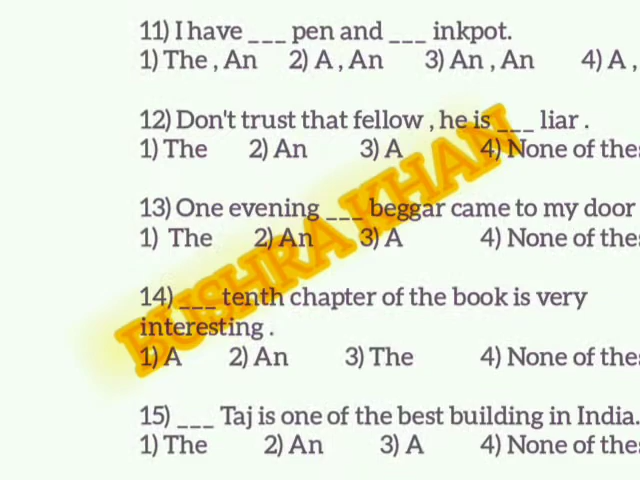 11) I have ___ pen and ___ inkpot.
1) The , An 2) A , An 3) An , An 4) A ,
12) Don't trust that fellow , he is ___ liar .
1) The 2) An 3) A 4) None of the
13) One evening ___ beggar came to my door
1) The 2) An 3) A 4) None of the
14) ___ tenth chapter of the book is very
interesting .
1) A 2) An 3) The 4) None of the
15) ___ Taj is one of the best building in India.
1) The 2) An 3) A 4) None of the
BUSHRA KHAN